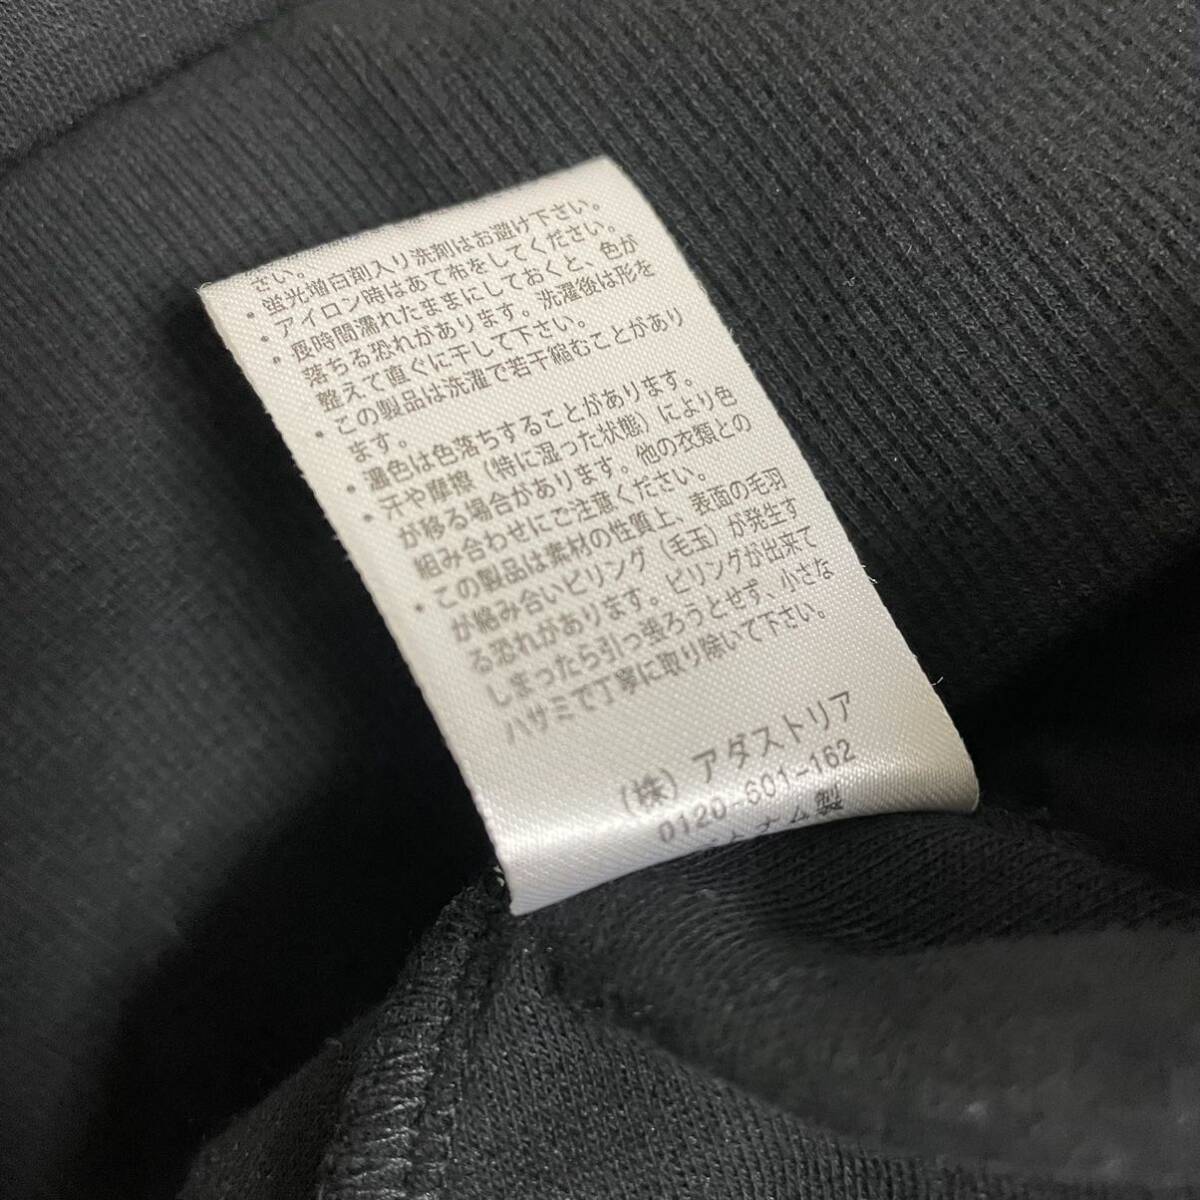 さい。
・蛍光増白剤入り洗剤はお避け下さい。
・アイロン時はあて布をしてください。
・長時間濡れたままにしておくと、色が
落ちる恐れがあります。洗濯後は形を
整えて直ぐに干して下さい。
・この製品は洗濯で若干縮むことがあり
ます。
・濃色は色落ちすることがあります。
・汗や摩擦（特に湿った状態）により色
が移る場合があります。他の衣類との
組み合わせにご注意ください。
・この製品は素材の性質上、表面の毛羽
が絡み合いピリング（毛玉）が発生す
る恐れがあります。ピリングが出来て
しまったら引っ張ろうとせず、小さな
ハサミで丁寧に取り除いて下さい。
（株）アダストリア
0120-601-162
ベトナム製